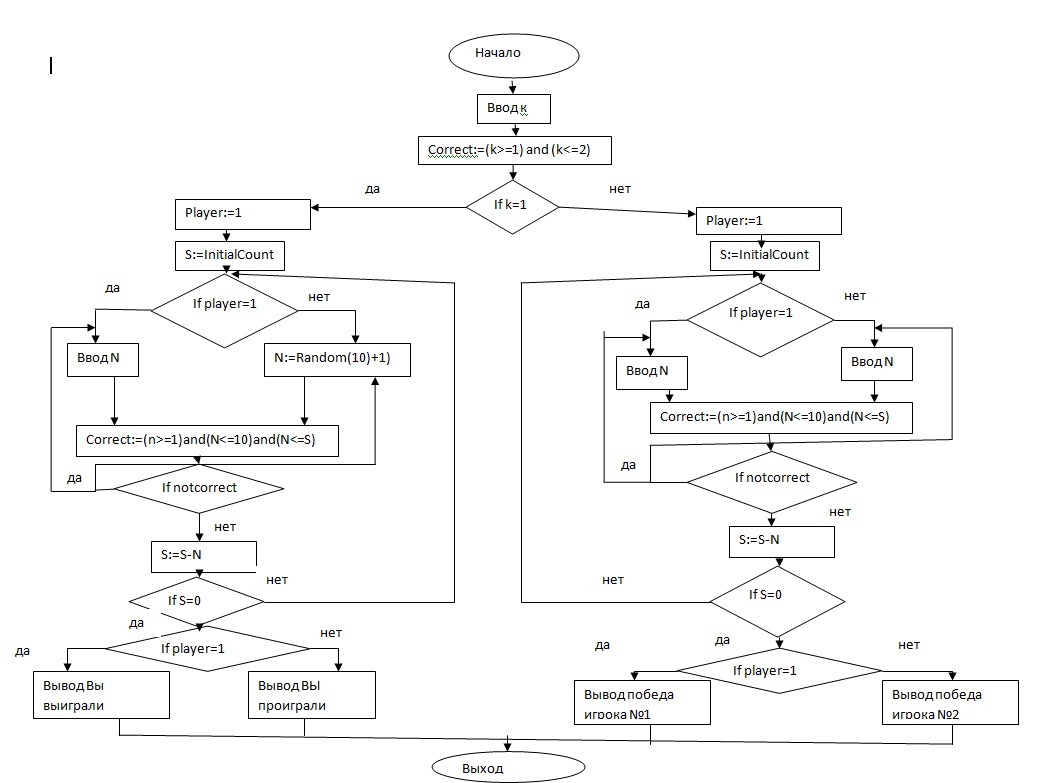 Начало
Ввод к
Correct:=(k>=1) and (k<=2)
If k=1
да
нет
Player:=1
S:=InitialCount
If player=1
да
нет
Ввод N
N:=Random(10)+1)
Correct:=(n>=1)and(N<=10)and(N<=S)
да
If notcorrect
нет
S:=S-N
If S=0
нет
да
If player=1
да
нет
Вывод Вы
выиграли
Вывод ВЫ
проиграли
Player:=1
S:=InitialCount
If player=1
да
нет
Ввод N
Ввод N
Correct:=(n>=1)and(N<=10)and(N<=S)
да
If notcorrect
нет
S:=S-N
If S=0
нет
да
If player=1
да
нет
Вывод победа
игрока №1
Вывод победа
игрока №2
Выход